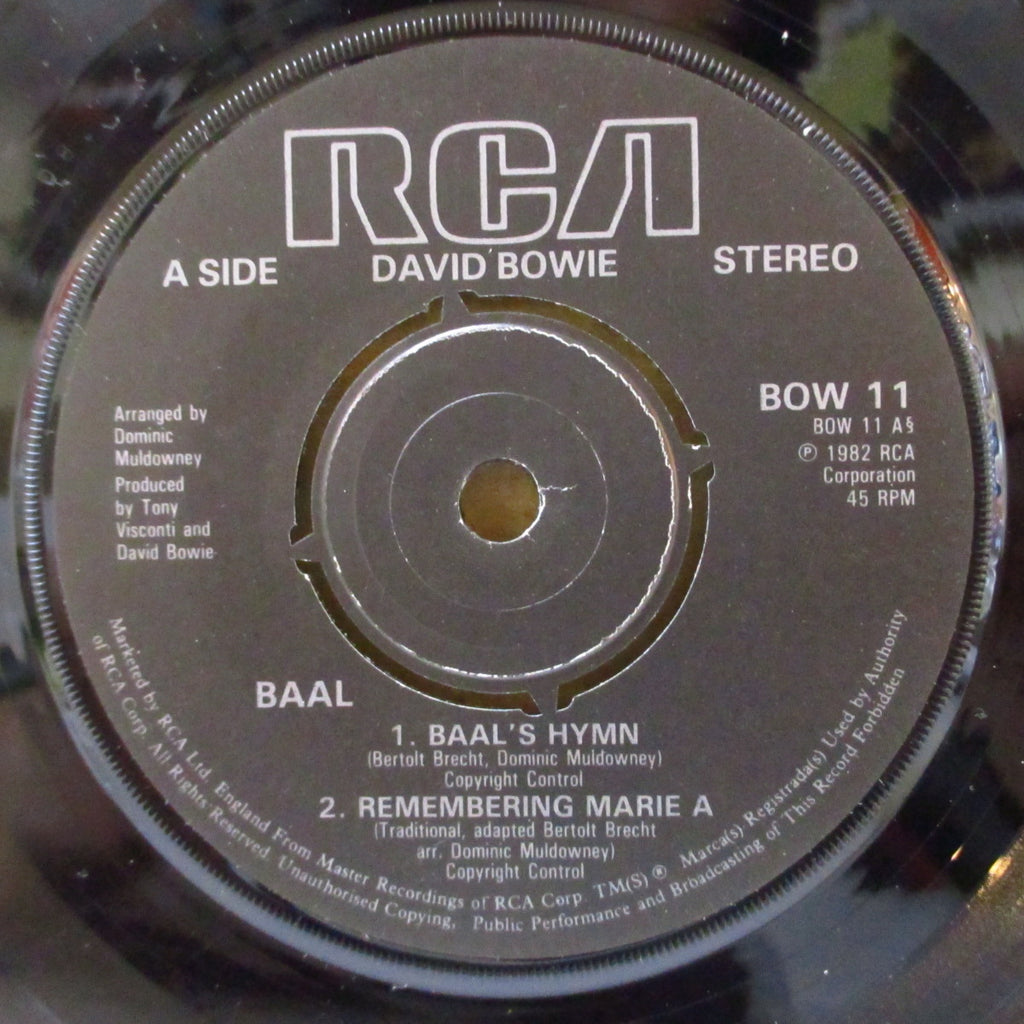 RCA
A SIDE DAVID BOWIE STEREO
Arranged by
Dominic
Muldowney
Produced
by Tony
Visconti and
David Bowie
BOW 11
BOW 11 A§
℗ 1982 RCA
Corporation
45 RPM
BAAL
1. BAAL'S HYMN
(Bertolt Brecht, Dominic Muldowney)
Copyright Control
2. REMEMBERING MARIE A
(Traditional, adapted Bertolt Brecht
arr. Dominic Muldowney)
Copyright Control
Marketed by RCA Ltd. England From Master Recordings of RCA Corp. TM(S) ® Marca(s) Registrada(s) Used by Authority
of RCA Corp. All Rights Reserved. Unauthorised Copying, Public Performance and Broadcasting of This Record Forbidden